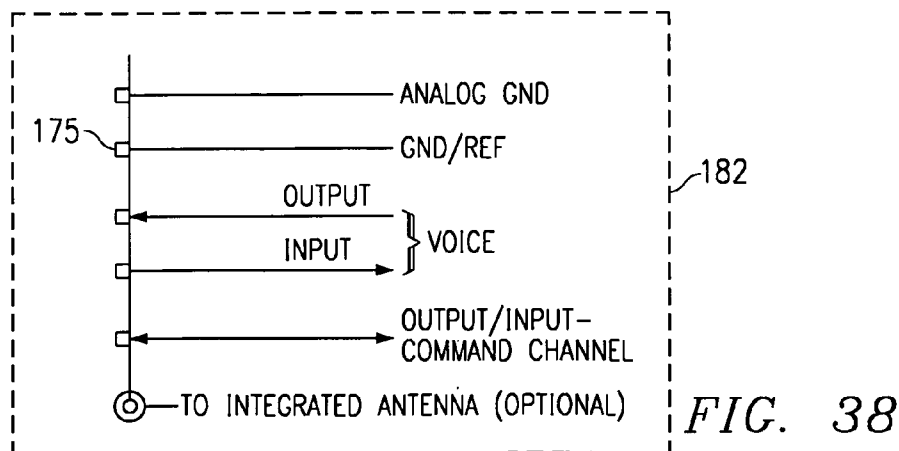 ANALOG GND
175
GND/REF
182
OUTPUT
VOICE
INPUT
OUTPUT/INPUT-
COMMAND CHANNEL
TO INTEGRATED ANTENNA (OPTIONAL)
FIG. 38